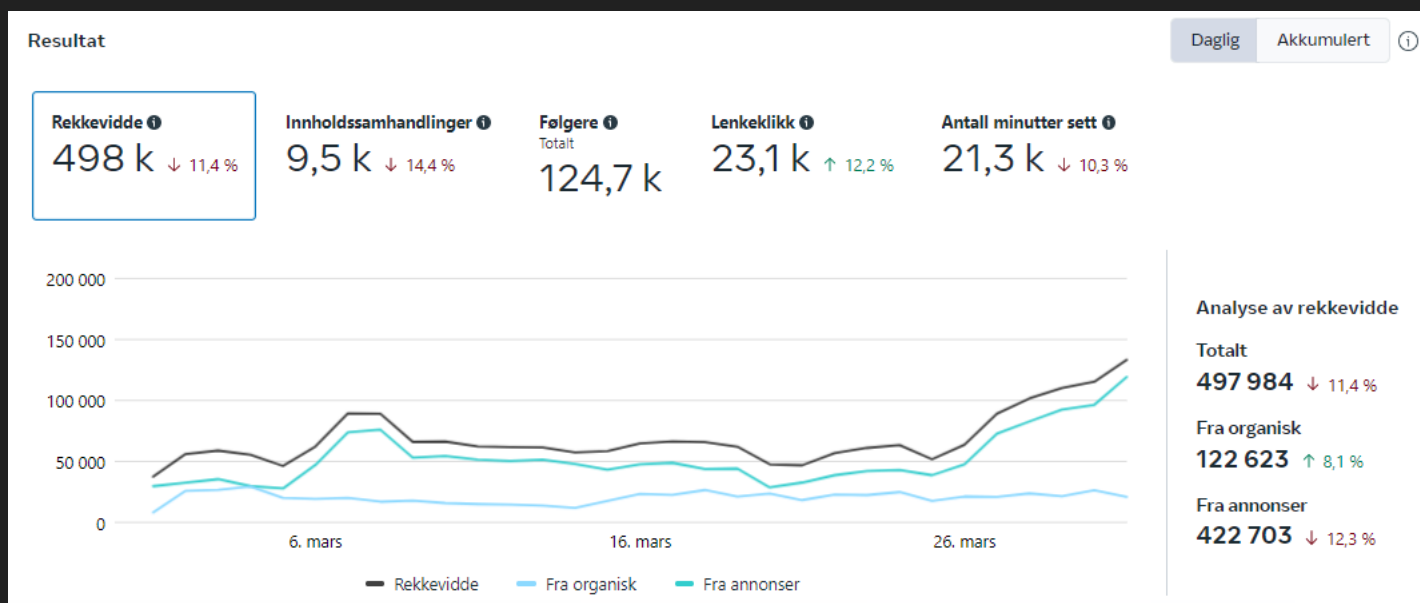 Resultat
Daglig Akkumulert
Rekkevidde
498 k ↓ 11,4 %
Innholdssamhandlinger
9,5 k ↓ 14,4 %
Følgere
Totalt
124,7 k
Lenkeklikk
23,1 k ↑ 12,2 %
Antall minutter sett
21,3 k ↓ 10,3 %
200 000
150 000
100 000
50 000
0
6. mars 16. mars 26. mars
Rekkevidde Fra organisk Fra annonser
Analyse av rekkevidde
Totalt
497 984 ↓ 11,4 %
Fra organisk
122 623 ↑ 8,1 %
Fra annonser
422 703 ↓ 12,3 %